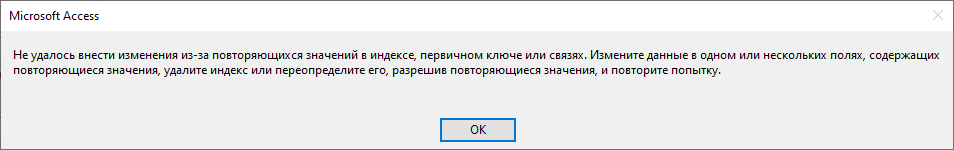 Microsoft Access
Не удалось внести изменения из-за повторяющихся значений в индексе, первичном ключе или связях. Измените данные в одном или нескольких полях, содержащих
повторяющиеся значения, удалите индекс или переопределите его, разрешив повторяющиеся значения, и повторите попытку.
OK